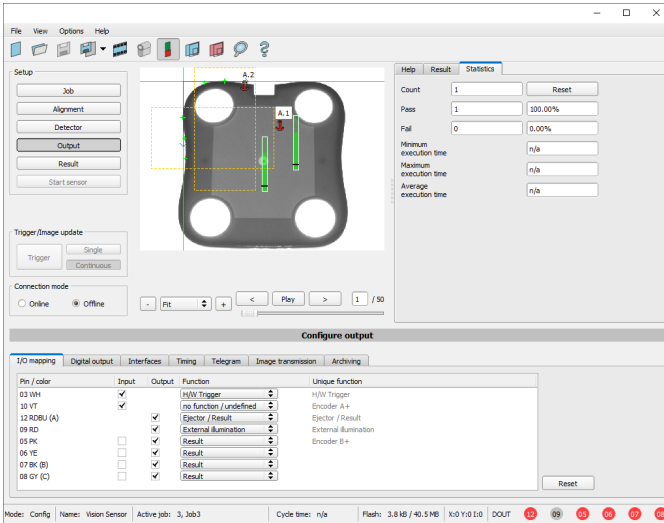 File View Options Help
Setup
Job
Alignment
Detector
Output
Result
Start sensor
A.2
A.1
Help Result Statistics
Count 1 Reset
Pass 1 100.00%
Fail 0 0.00%
Minimum execution time n/a
Maximum execution time n/a
Average execution time n/a
Trigger/Image update
Trigger Single
Continuous
Connection mode
Online Offline
- Fit + < Play > 1 / 50
Configure output
I/O mapping Digital output Interfaces Timing Telegram Image transmission Archiving
Pin / color Input Output Function Unique function
03 WH H/W Trigger H/W Trigger
10 VT no function / undefined Encoder A+
12 RDBU (A) Ejector / Result Ejector / Result
09 RD External illumination External illumination
05 PK Result Encoder B+
06 YE Result
07 BK (B) Result
08 GY (C) Result
Reset
Mode: Config Name: Vision Sensor Active job: 3, Job3 Cycle time: n/a Flash: 3.8 kB / 40.5 MB X:0 Y:0 I:0 DOUT 12 09 05 06 07 08